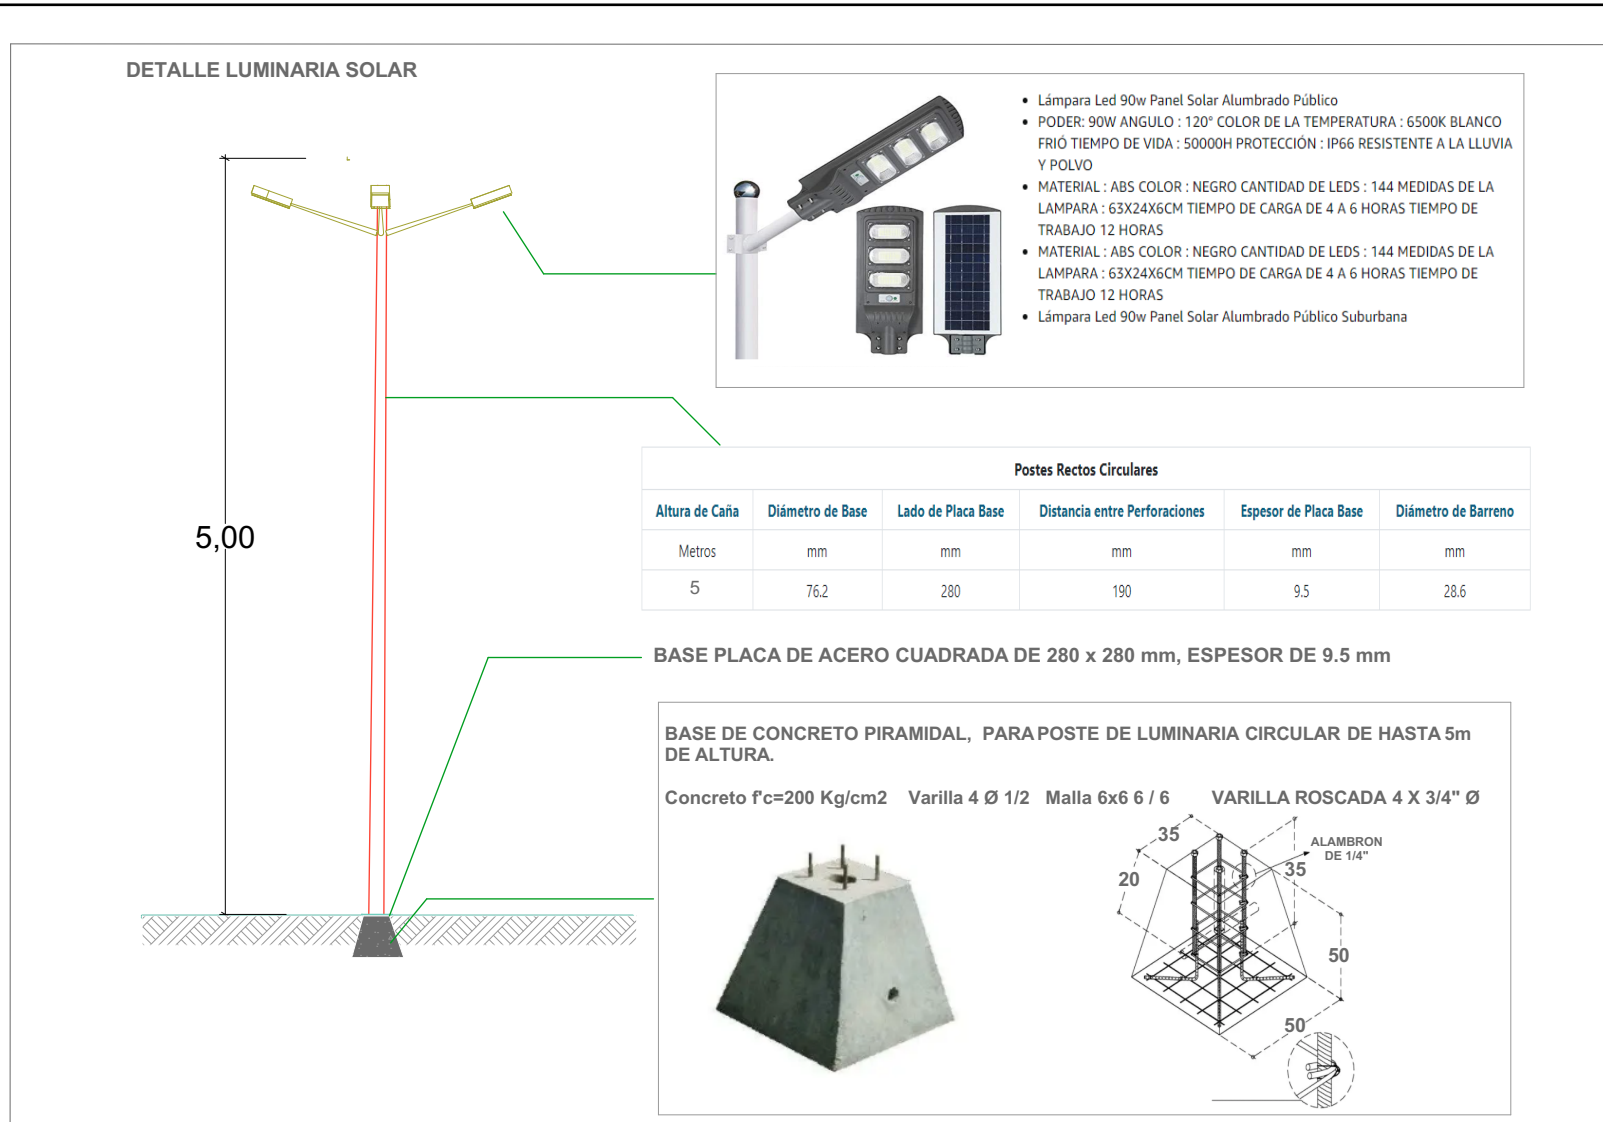 DETALLE LUMINARIA SOLAR
• Lámpara Led 90w Panel Solar Alumbrado Público
• PODER: 90W ANGULO : 120° COLOR DE LA TEMPERATURA : 6500K BLANCO
FRIÓ TIEMPO DE VIDA : 50000H PROTECCIÓN : IP66 RESISTENTE A LA LLUVIA
Y POLVO
• MATERIAL : ABS COLOR : NEGRO CANTIDAD DE LEDS : 144 MEDIDAS DE LA
LAMPARA : 63X24X6CM TIEMPO DE CARGA DE 4 A 6 HORAS TIEMPO DE
TRABAJO 12 HORAS
• MATERIAL : ABS COLOR : NEGRO CANTIDAD DE LEDS : 144 MEDIDAS DE LA
LAMPARA : 63X24X6CM TIEMPO DE CARGA DE 4 A 6 HORAS TIEMPO DE
TRABAJO 12 HORAS
• Lámpara Led 90w Panel Solar Alumbrado Público Suburbana
5,00
Postes Rectos Circulares
Altura de Caña Diámetro de Base Lado de Placa Base Distancia entre Perforaciones Espesor de Placa Base Diámetro de Barreno
Metros mm mm mm mm mm
5 76.2 280 190 9.5 28.6
BASE PLACA DE ACERO CUADRADA DE 280 x 280 mm, ESPESOR DE 9.5 mm
BASE DE CONCRETO PIRAMIDAL, PARA POSTE DE LUMINARIA CIRCULAR DE HASTA 5m
DE ALTURA.
Concreto f'c=200 Kg/cm2 Varilla 4 Ø 1/2 Malla 6x6 6 / 6 VARILLA ROSCADA 4 X 3/4" Ø
35
ALAMBRON
DE 1/4"
35
20
50
50